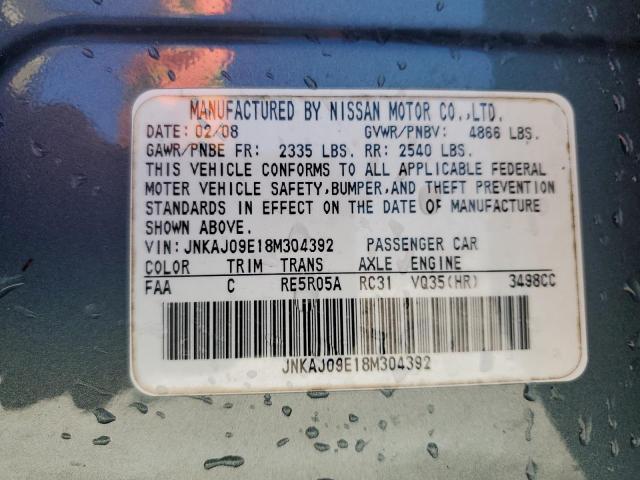 MANUFACTURED BY NISSAN MOTOR CO.,LTD.
DATE: 02/08 GVWR/PNBV: 4866 LBS.
GAWR/PNBE FR: 2335 LBS. RR: 2540 LBS.
THIS VEHICLE CONFORMS TO ALL APPLICABLE FEDERAL
MOTER VEHICLE SAFETY,BUMPER,AND THEFT PREVENTION
STANDARDS IN EFFECT ON THE DATE OF MANUFACTURE
SHOWN ABOVE.
VIN: JNKAJ09E18M304392 PASSENGER CAR
COLOR TRIM TRANS AXLE ENGINE
FAA C RE5R05A RC31 VQ35(HR) 3498CC
JNKAJ09E18M304392